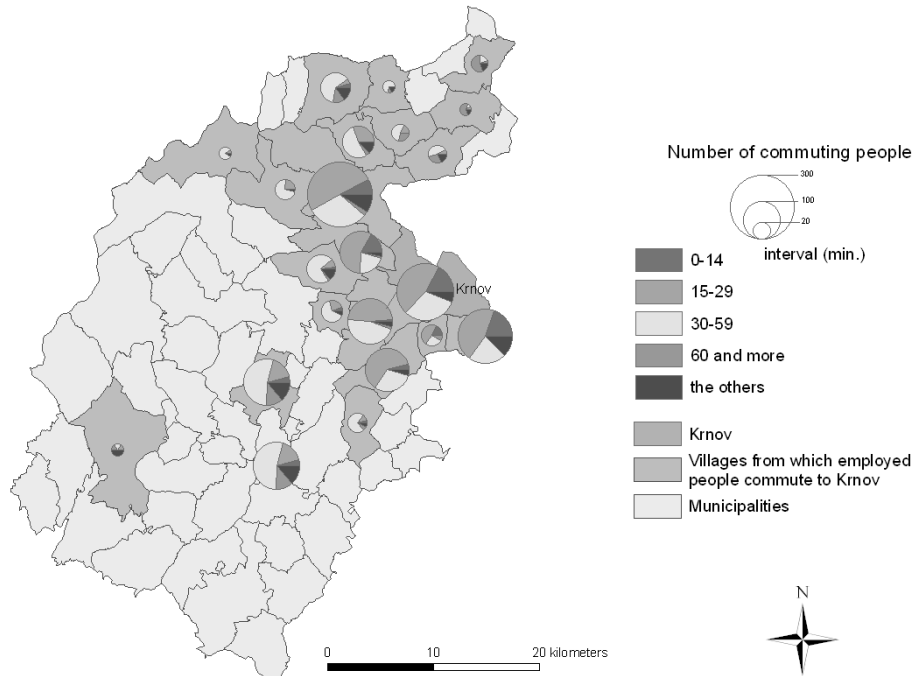 Number of commuting people
300
100
20
interval (min.)
0-14
15-29
30-59
60 and more
the others
Krnov
Villages from which employed
people commute to Krnov
Municipalities
Krnov
N
0 10 20 kilometers